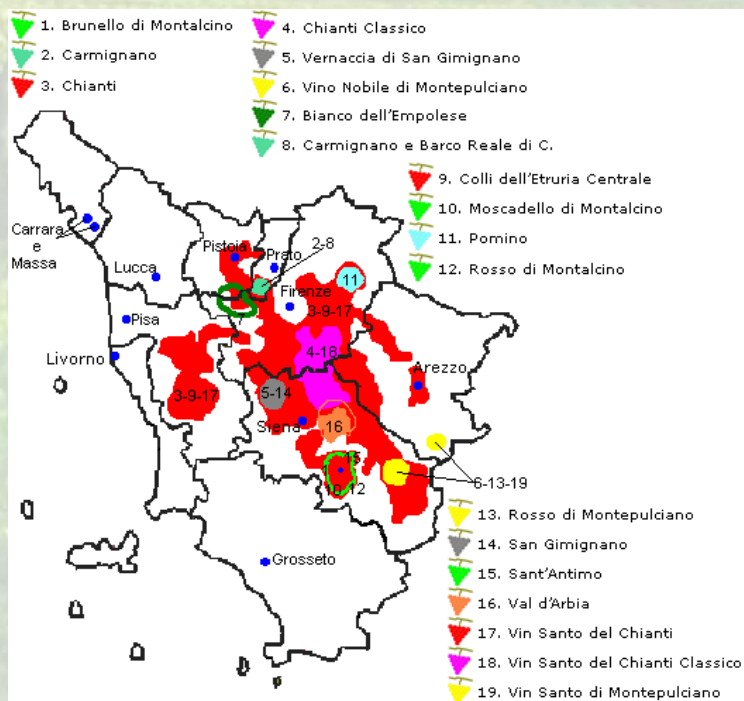 1. Brunello di Montalcino
2. Carmignano
3. Chianti
4. Chianti Classico
5. Vernaccia di San Gimignano
6. Vino Nobile di Montepulciano
7. Bianco dell'Empolese
8. Carmignano e Barco Reale di C.
9. Colli dell'Etruria Centrale
10. Moscadello di Montalcino
11. Pomino
12. Rosso di Montalcino
Carrara
e
Massa
Lucca
Pistoia
Prato
2-8
11
Firenze
3-9-17
7
Pisa
Livorno
4-18
Arezzo
3-9-17
5-14
Siena
16
15
1
10-12
6-13-19
Grosseto
13. Rosso di Montepulciano
14. San Gimignano
15. Sant'Antimo
16. Val d'Arbia
17. Vin Santo del Chianti
18. Vin Santo del Chianti Classico
19. Vin Santo di Montepulciano